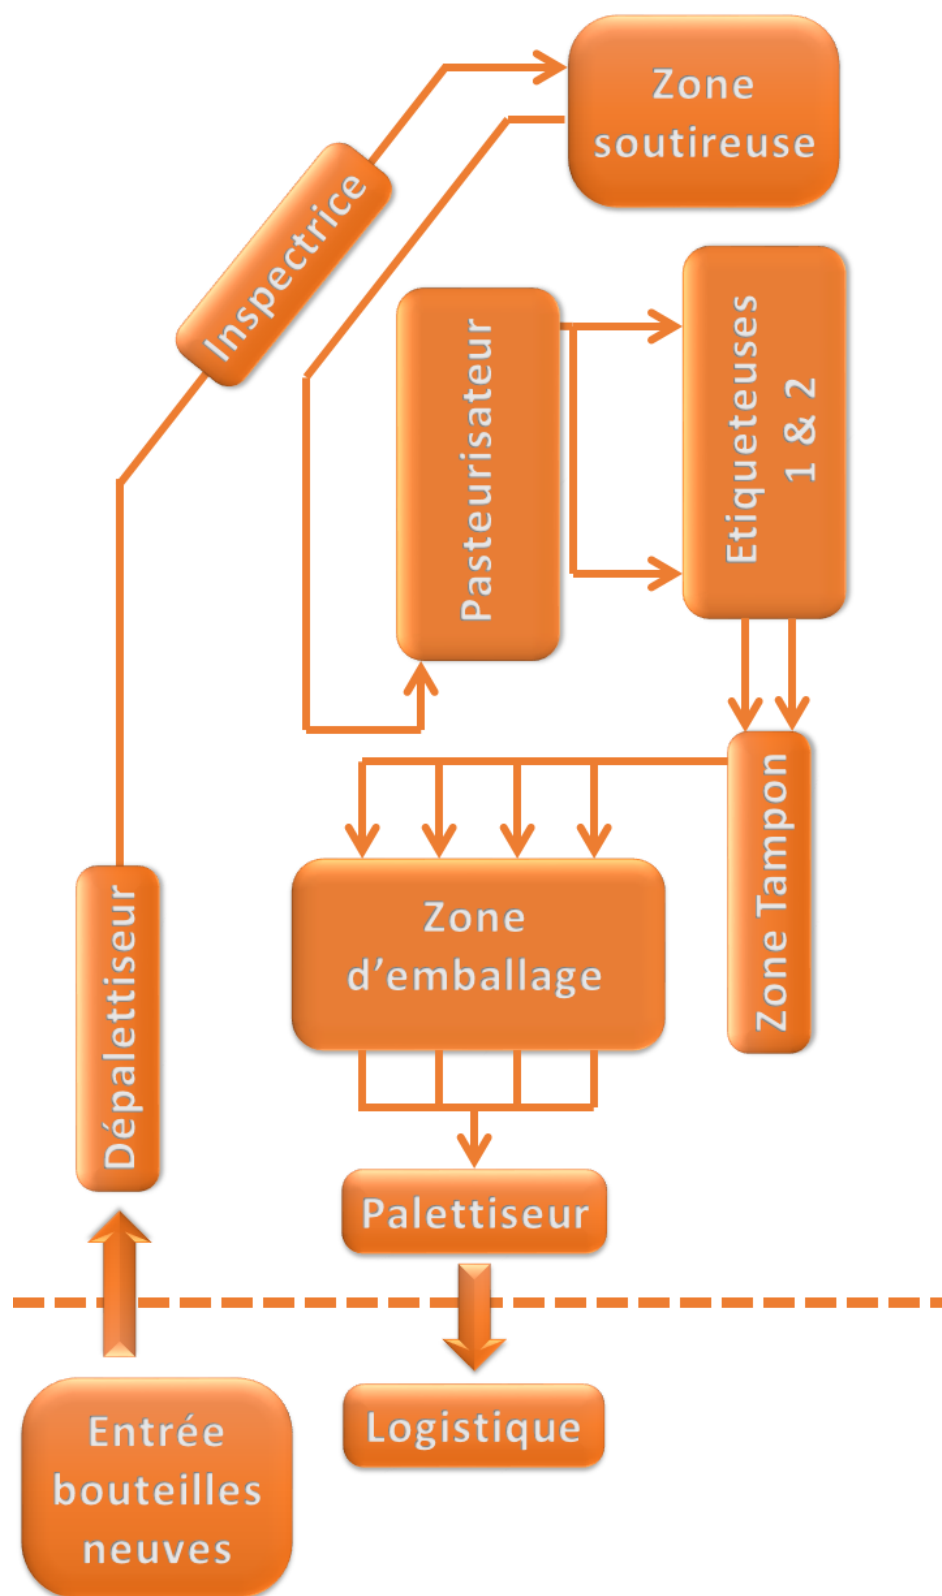 Zone
soutireuse
Inspectrice
Pasteurisateur
Etiqueteuses
1 & 2
Zone Tampon
Zone
d'emballage
Dépalettiseur
Palettiseur
Logistique
Entrée
bouteilles
neuves